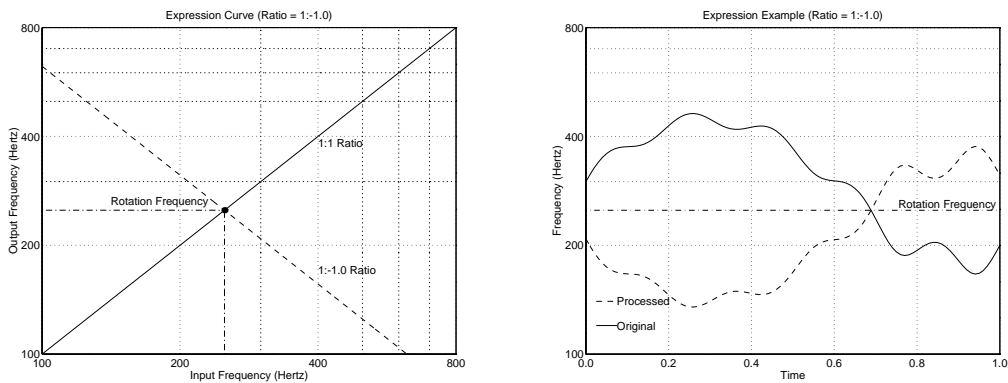 Expression Curve (Ratio = 1:-1.0)
800
400
200
100
Output Frequency (Hertz)
1:1 Ratio
Rotation Frequency
1:-1.0 Ratio
100 200 400 800
Input Frequency (Hertz)
Expression Example (Ratio = 1:-1.0)
800
400
200
100
Frequency (Hertz)
Rotation Frequency
Processed
Original
0.0 0.2 0.4 0.6 0.8 1.0
Time